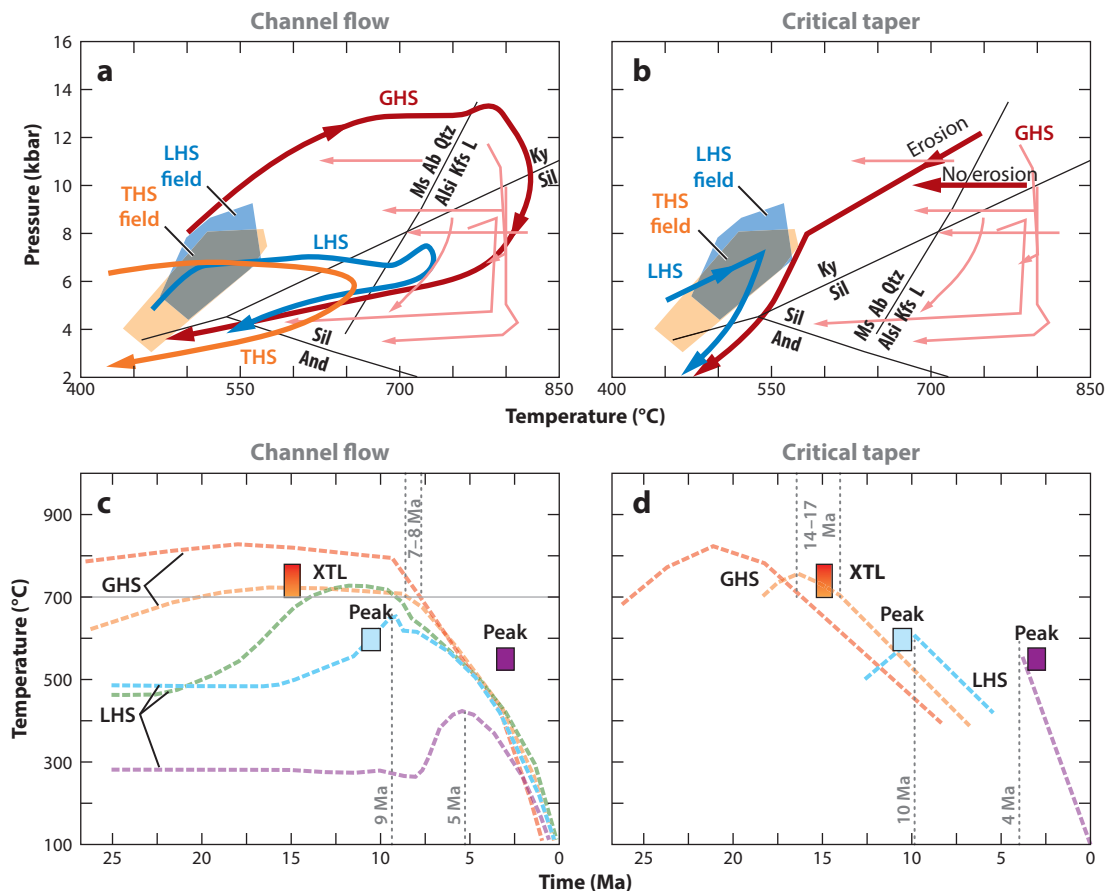 Channel flow
Critical taper
16
14
12
10
8
6
4
2
Pressure (kbar)
a
GHS
LHS
field
THS
field
LHS
THS
Ms Ab Qtz
Alsi Kfs L
Ky
Sil
Sil
And
400
550
700
850
b
Erosion
GHS
No erosion
LHS
field
THS
field
LHS
Ky
Sil
Sil
And
Ms Ab Qtz
Alsi Kfs L
400
550
700
850
Temperature (°C)
Channel flow
Critical taper
900
700
500
300
100
Temperature (°C)
c
GHS
XTL
Peak
Peak
LHS
7–8 Ma
9 Ma
5 Ma
25
20
15
10
5
0
d
14–17
Ma
GHS
XTL
Peak
Peak
LHS
10 Ma
4 Ma
25
20
15
10
5
0
Time (Ma)